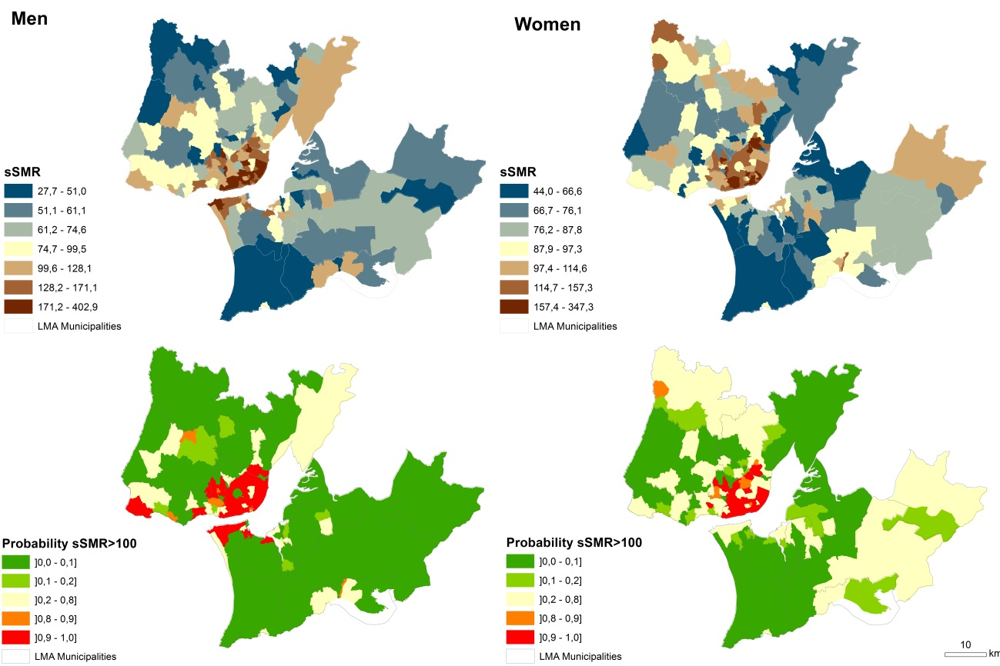 Men
sSMR
27,7 - 51,0
51,1 - 61,1
61,2 - 74,6
74,7 - 99,5
99,6 - 128,1
128,2 - 171,1
171,2 - 402,9
LMA Municipalities
Women
sSMR
44,0 - 66,6
66,7 - 76,1
76,2 - 87,8
87,9 - 97,3
97,4 - 114,6
114,7 - 157,3
157,4 - 347,3
LMA Municipalities
Probability sSMR>100
]0,0 - 0,1]
]0,1 - 0,2]
]0,2 - 0,8]
]0,8 - 0,9]
]0,9 - 1,0]
LMA Municipalities
Probability sSMR>100
]0,0 - 0,1]
]0,1 - 0,2]
]0,2 - 0,8]
]0,8 - 0,9]
]0,9 - 1,0]
LMA Municipalities
10
km